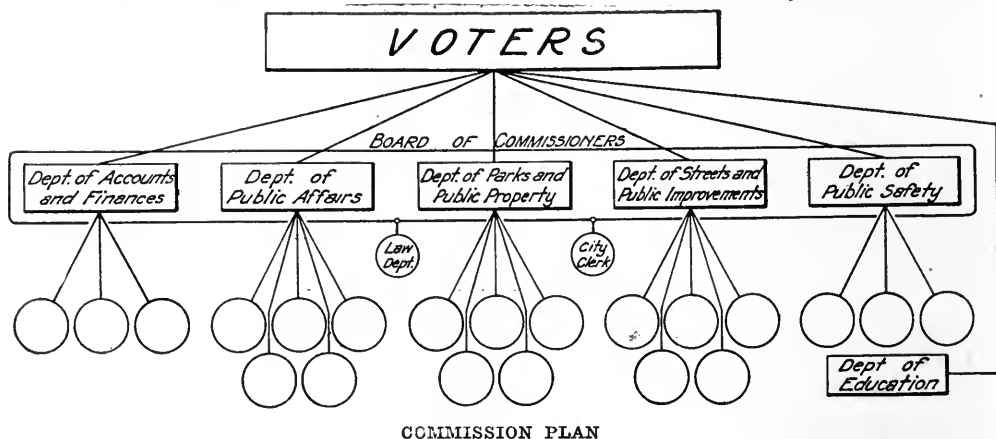 VOTERS
BOARD OF COMMISSIONERS
Dept. of Accounts
and Finances
Dept. of
Public Affairs
Dept. of Parks and
Public Property
Dept. of Streets and
Public Improvements
Dept. of
Public Safety
Law
Dept.
City
Clerk
Dept of
Education
COMMISSION PLAN